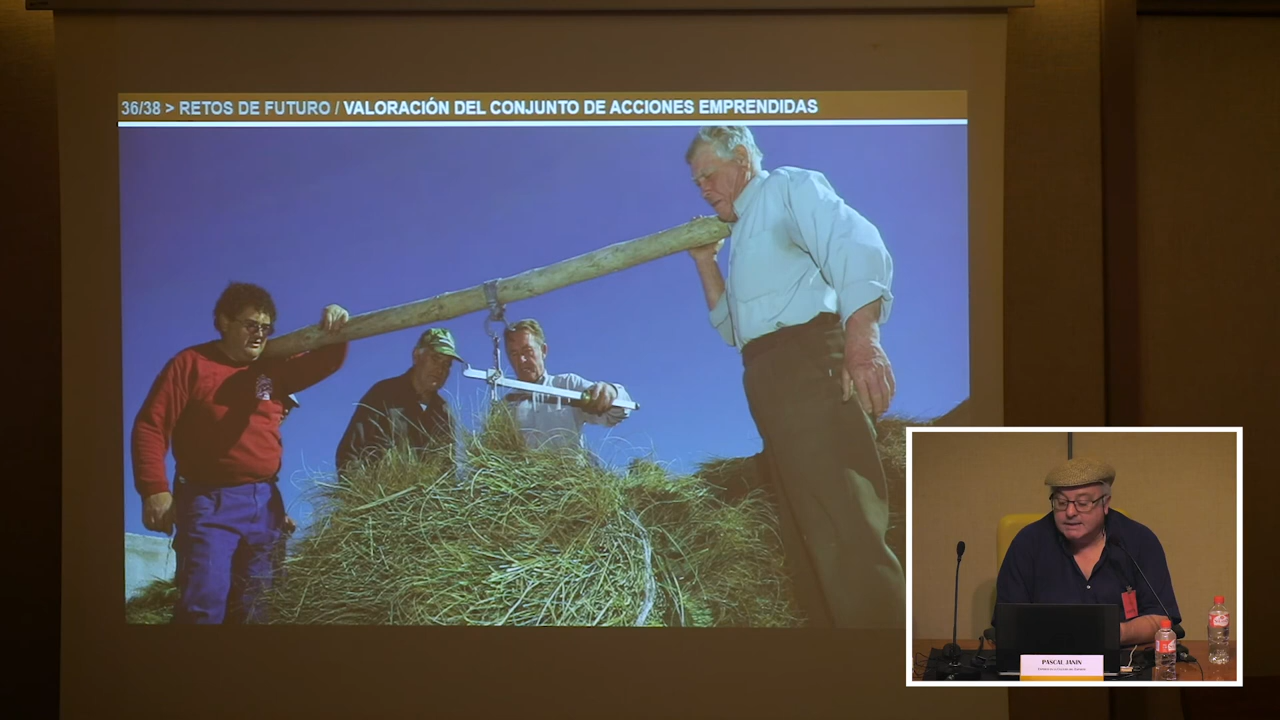 36/38 > RETOS DE FUTURO / VALORACIÓN DEL CONJUNTO DE ACCIONES EMPRENDIDAS
PASCAL JANIN